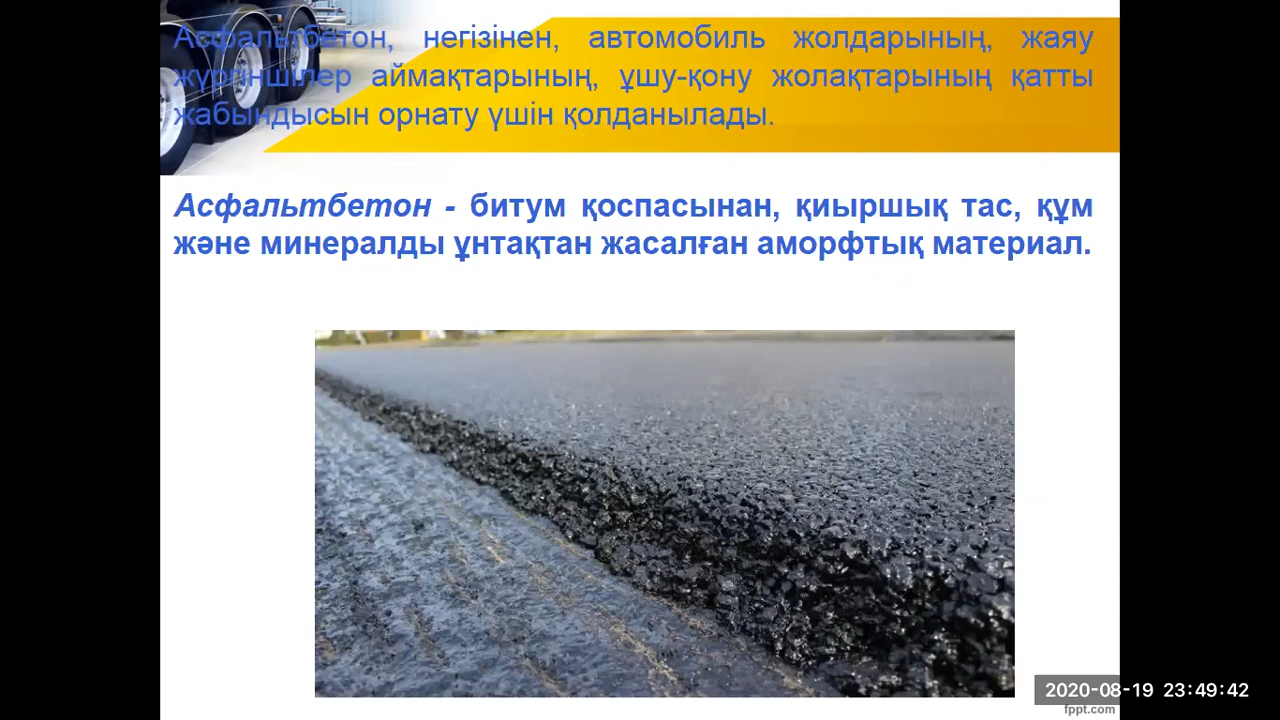 Асфальтбетон, негізінен, автомобиль жолдарының, жаяу
жүргіншілер аймақтарының, ұшу-қону жолақтарының қатты
жабындысын орнату үшін қолданылады.
Асфальтбетон - битум қоспасынан, қиыршық тас, құм
және минералды ұнтақтан жасалған аморфтық материал.
2020-08-19 23:49:42
fppt.com